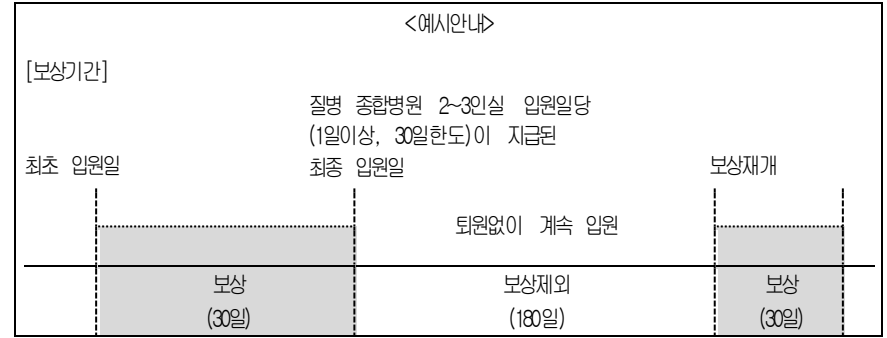 <예시안내>
[보상기간]
질병 종합병원 2~3인실 입원일당
(1일이상, 30일한도)이 지급된
최초 입원일 최종 입원일 보상재개
퇴원없이 계속 입원
보상 보상제외 보상
(30일) (180일) (30일)